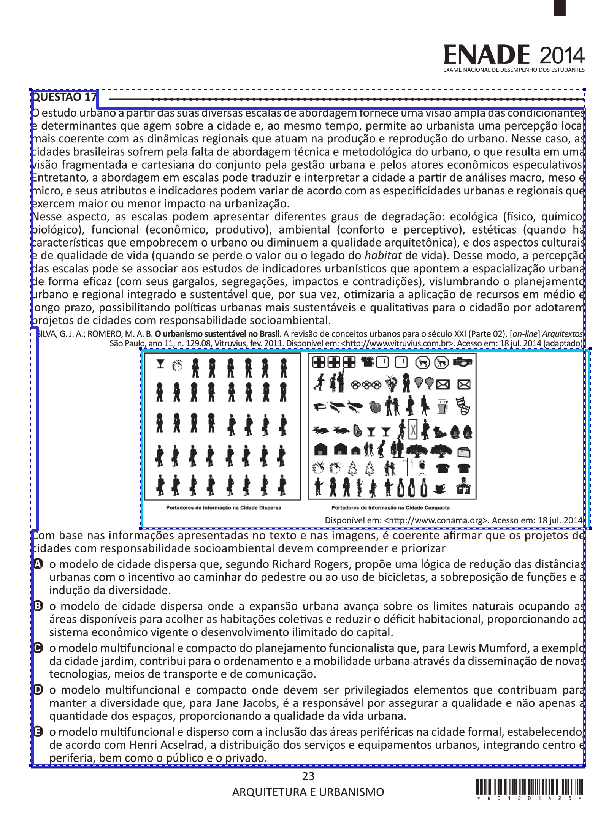 ENADE 2014
EXAME NACIONAL DE DESEMPENHO DOS ESTUDANTES
QUESTÃO 17
O estudo urbano a partir das suas diversas escalas de abordagem fornece uma visão ampla das condicionantes
e determinantes que agem sobre a cidade e, ao mesmo tempo, permite ao urbanista uma percepção local
mais coerente com as dinâmicas regionais que atuam na produção e reprodução do urbano. Nesse caso, as
cidades brasileiras sofrem pela falta de abordagem técnica e metodológica do urbano, o que resulta em uma
visão fragmentada e cartesiana do conjunto pela gestão urbana e pelos atores econômicos especulativos.
Entretanto, a abordagem em escalas pode traduzir e interpretar a cidade a partir de análises macro, meso e
micro, e seus atributos e indicadores podem variar de acordo com as especificidades urbanas e regionais que
exercem maior ou menor impacto na urbanização.
Nesse aspecto, as escalas podem apresentar diferentes graus de degradação: ecológica (físico, químico,
biológico), funcional (econômico, produtivo), ambiental (conforto e perceptivo), estéticas (quando há
características que empobrecem o urbano ou diminuem a qualidade arquitetônica), e dos aspectos culturais
e de qualidade de vida (quando se perde o valor ou o legado do habitat de vida). Desse modo, a percepção
das escalas pode se associar aos estudos de indicadores urbanísticos que apontem a espacialização urbana
de forma eficaz (com seus gargalos, segregações, impactos e contradições), vislumbrando o planejamento
urbano e regional integrado e sustentável que, por sua vez, otimizaria a aplicação de recursos em médio e
longo prazo, possibilitando políticas urbanas mais sustentáveis e qualitativas para o cidadão por adotarem
projetos de cidades com responsabilidade socioambiental.
SILVA, G. J. A.; ROMERO, M. A. B. O urbanismo sustentável no Brasil. A revisão de conceitos urbanos para o século XXI (Parte 02). [on-line] Arquitextos
São Paulo, ano 11, n. 129.08, Vitruvius, fev. 2011. Disponível em: <http://www.vitruvius.com.br>. Acesso em: 18 jul. 2014 (adaptado).
Portadores de Informação na Cidade Dispersa
Portadores de Informação na Cidade Compacta
Disponível em: <http://www.conama.org>. Acesso em: 18 jul. 2014.
Com base nas informações apresentadas no texto e nas imagens, é coerente afirmar que os projetos de
cidades com responsabilidade socioambiental devem compreender e priorizar
A o modelo de cidade dispersa que, segundo Richard Rogers, propõe uma lógica de redução das distâncias
urbanas com o incentivo ao caminhar do pedestre ou ao uso de bicicletas, a sobreposição de funções e a
indução da diversidade.
B o modelo de cidade dispersa onde a expansão urbana avança sobre os limites naturais ocupando as
áreas disponíveis para acolher as habitações coletivas e reduzir o déficit habitacional, proporcionando ao
sistema econômico vigente o desenvolvimento ilimitado do capital.
C o modelo multifuncional e compacto do planejamento funcionalista que, para Lewis Mumford, a exemplo
da cidade jardim, contribui para o ordenamento e a mobilidade urbana através da disseminação de novas
tecnologias, meios de transporte e de comunicação.
D o modelo multifuncional e compacto onde devem ser privilegiados elementos que contribuam para
manter a diversidade que, para Jane Jacobs, é a responsável por assegurar a qualidade e não apenas a
quantidade dos espaços, proporcionando a qualidade da vida urbana.
E o modelo multifuncional e disperso com a inclusão das áreas periféricas na cidade formal, estabelecendo,
de acordo com Henri Acselrad, a distribuição dos serviços e equipamentos urbanos, integrando centro e
periferia, bem como o público e o privado.
23
ARQUITETURA E URBANISMO